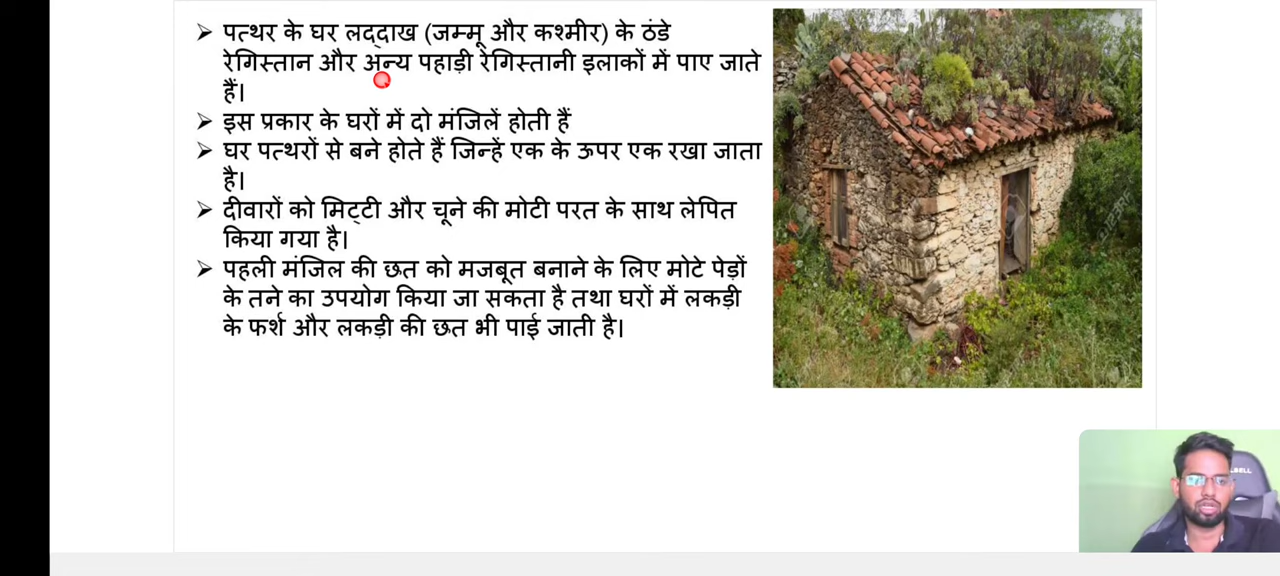 ➢ पत्थर के घर लद्दाख (जम्मू और कश्मीर) के ठंडे
रेगिस्तान और अन्य पहाड़ी रेगिस्तानी इलाकों में पाए जाते
हैं।
➢ इस प्रकार के घरों में दो मंजिलें होती हैं
➢ घर पत्थरों से बने होते हैं जिन्हें एक के ऊपर एक रखा जाता
है।
➢ दीवारों को मिट्टी और चूने की मोटी परत के साथ लेपित
किया गया है।
➢ पहली मंजिल की छत को मजबूत बनाने के लिए मोटे पेड़ों
के तने का उपयोग किया जा सकता है तथा घरों में लकड़ी
के फर्श और लकड़ी की छत भी पाई जाती है।